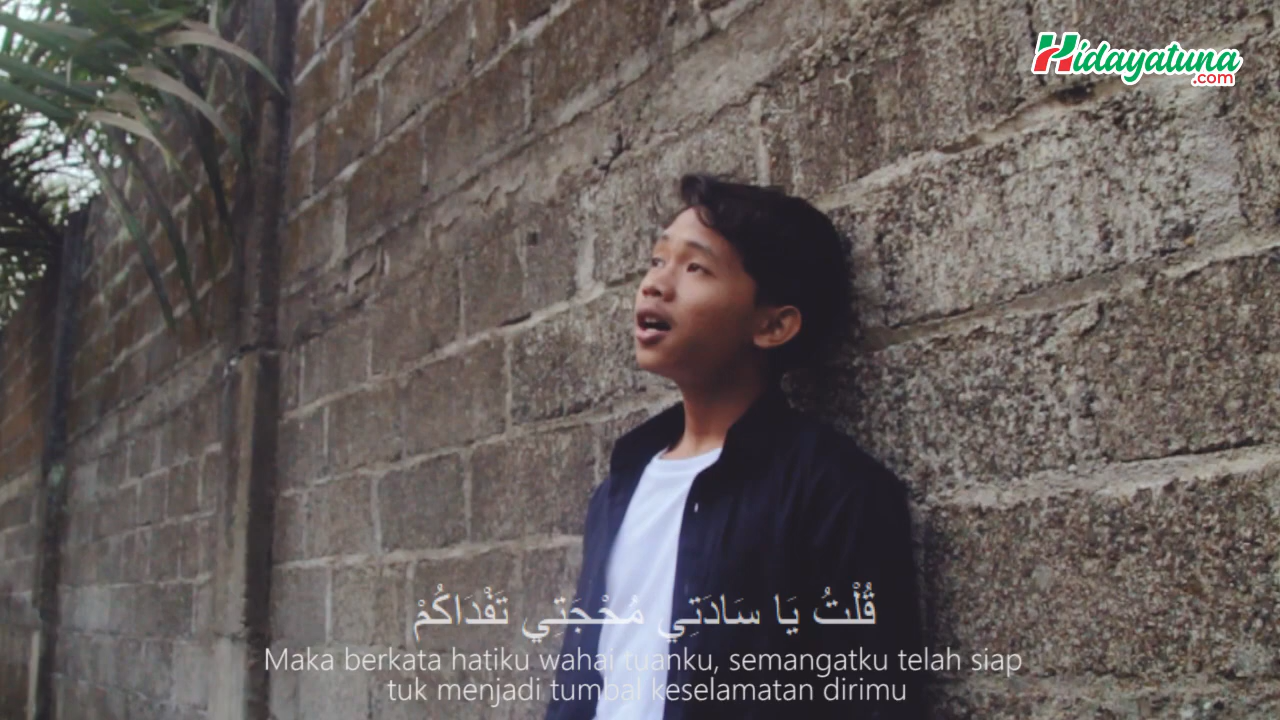 Hidayatuna
.com
قُلْتُ يَا سَادَتِي مُحْجَتِي تَفْدَاكُمْ
Maka berkata hatiku wahai tuanku, semangatku telah siap
tuk menjadi tumbal keselamatan dirimu